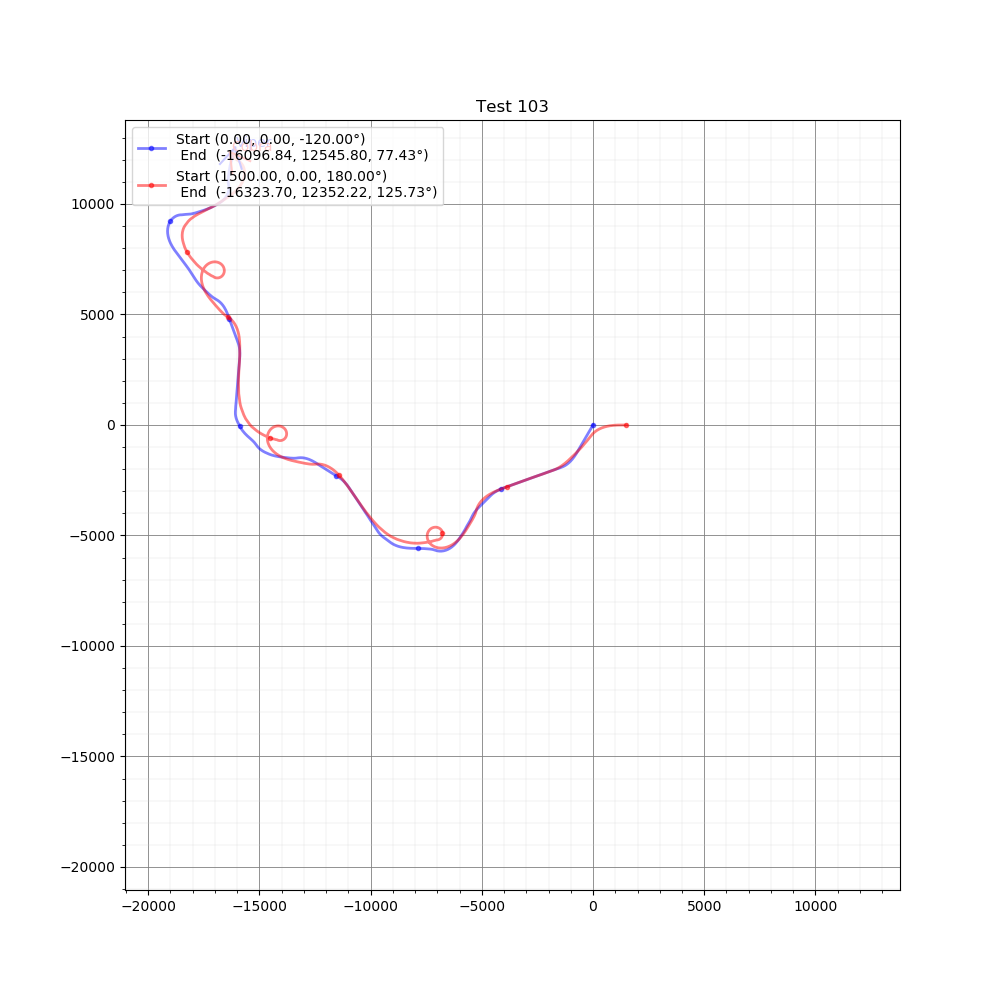 Test 103
Start (0.00, 0.00, -120.00°)
End (-16096.84, 12545.80, 77.43°)
Start (1500.00, 0.00, 180.00°)
End (-16323.70, 12352.22, 125.73°)
10000
5000
0
−5000
−10000
−15000
−20000
−20000 −15000 −10000 −5000 0 5000 10000